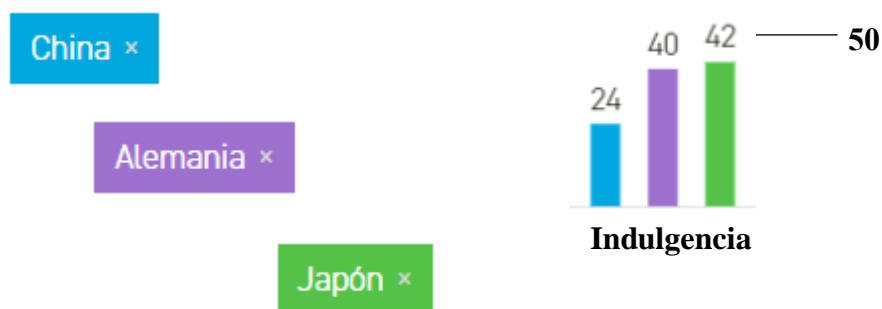 China ×
Alemania ×
Japón ×
24
40
42
50
Indulgencia